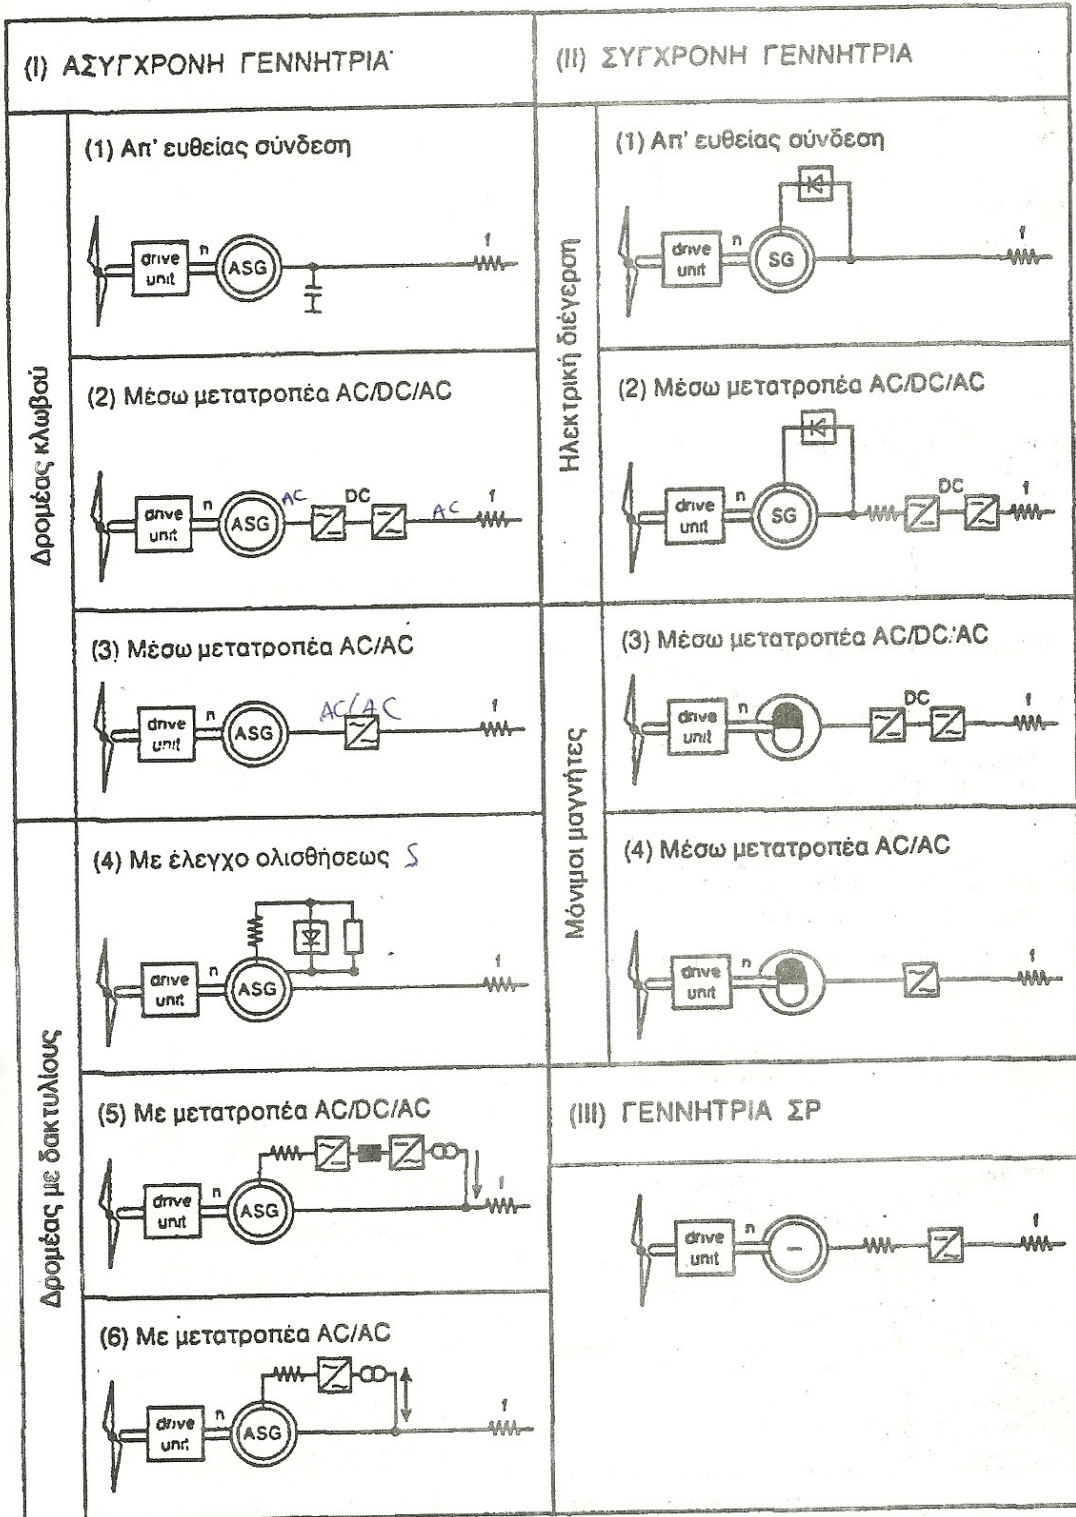 (I) ΑΣΥΓΧΡΟΝΗ ΓΕΝΝΗΤΡΙΑ
Δρομέας κλωβού
(1) Απ' ευθείας σύνδεση
drive unit
n
ASG
f
(2) Μέσω μετατροπέα AC/DC/AC
drive unit
n
ASG
AC
DC
AC
f
(3) Μέσω μετατροπέα AC/AC
drive unit
n
ASG
AC/AC
f
Δρομέας με δακτυλίους
(4) Με έλεγχο ολισθήσεως S
drive unit
n
ASG
f
(5) Με μετατροπέα AC/DC/AC
drive unit
n
ASG
f
(6) Με μετατροπέα AC/AC
drive unit
n
ASG
f
(II) ΣΥΓΧΡΟΝΗ ΓΕΝΝΗΤΡΙΑ
Ηλεκτρική διέγερση
(1) Απ' ευθείας σύνδεση
drive unit
n
SG
f
(2) Μέσω μετατροπέα AC/DC/AC
drive unit
n
SG
DC
f
Μόνιμοι μαγνήτες
(3) Μέσω μετατροπέα AC/DC/AC
drive unit
n
DC
f
(4) Μέσω μετατροπέα AC/AC
drive unit
n
f
(III) ΓΕΝΝΗΤΡΙΑ ΣΡ
drive unit
n
f